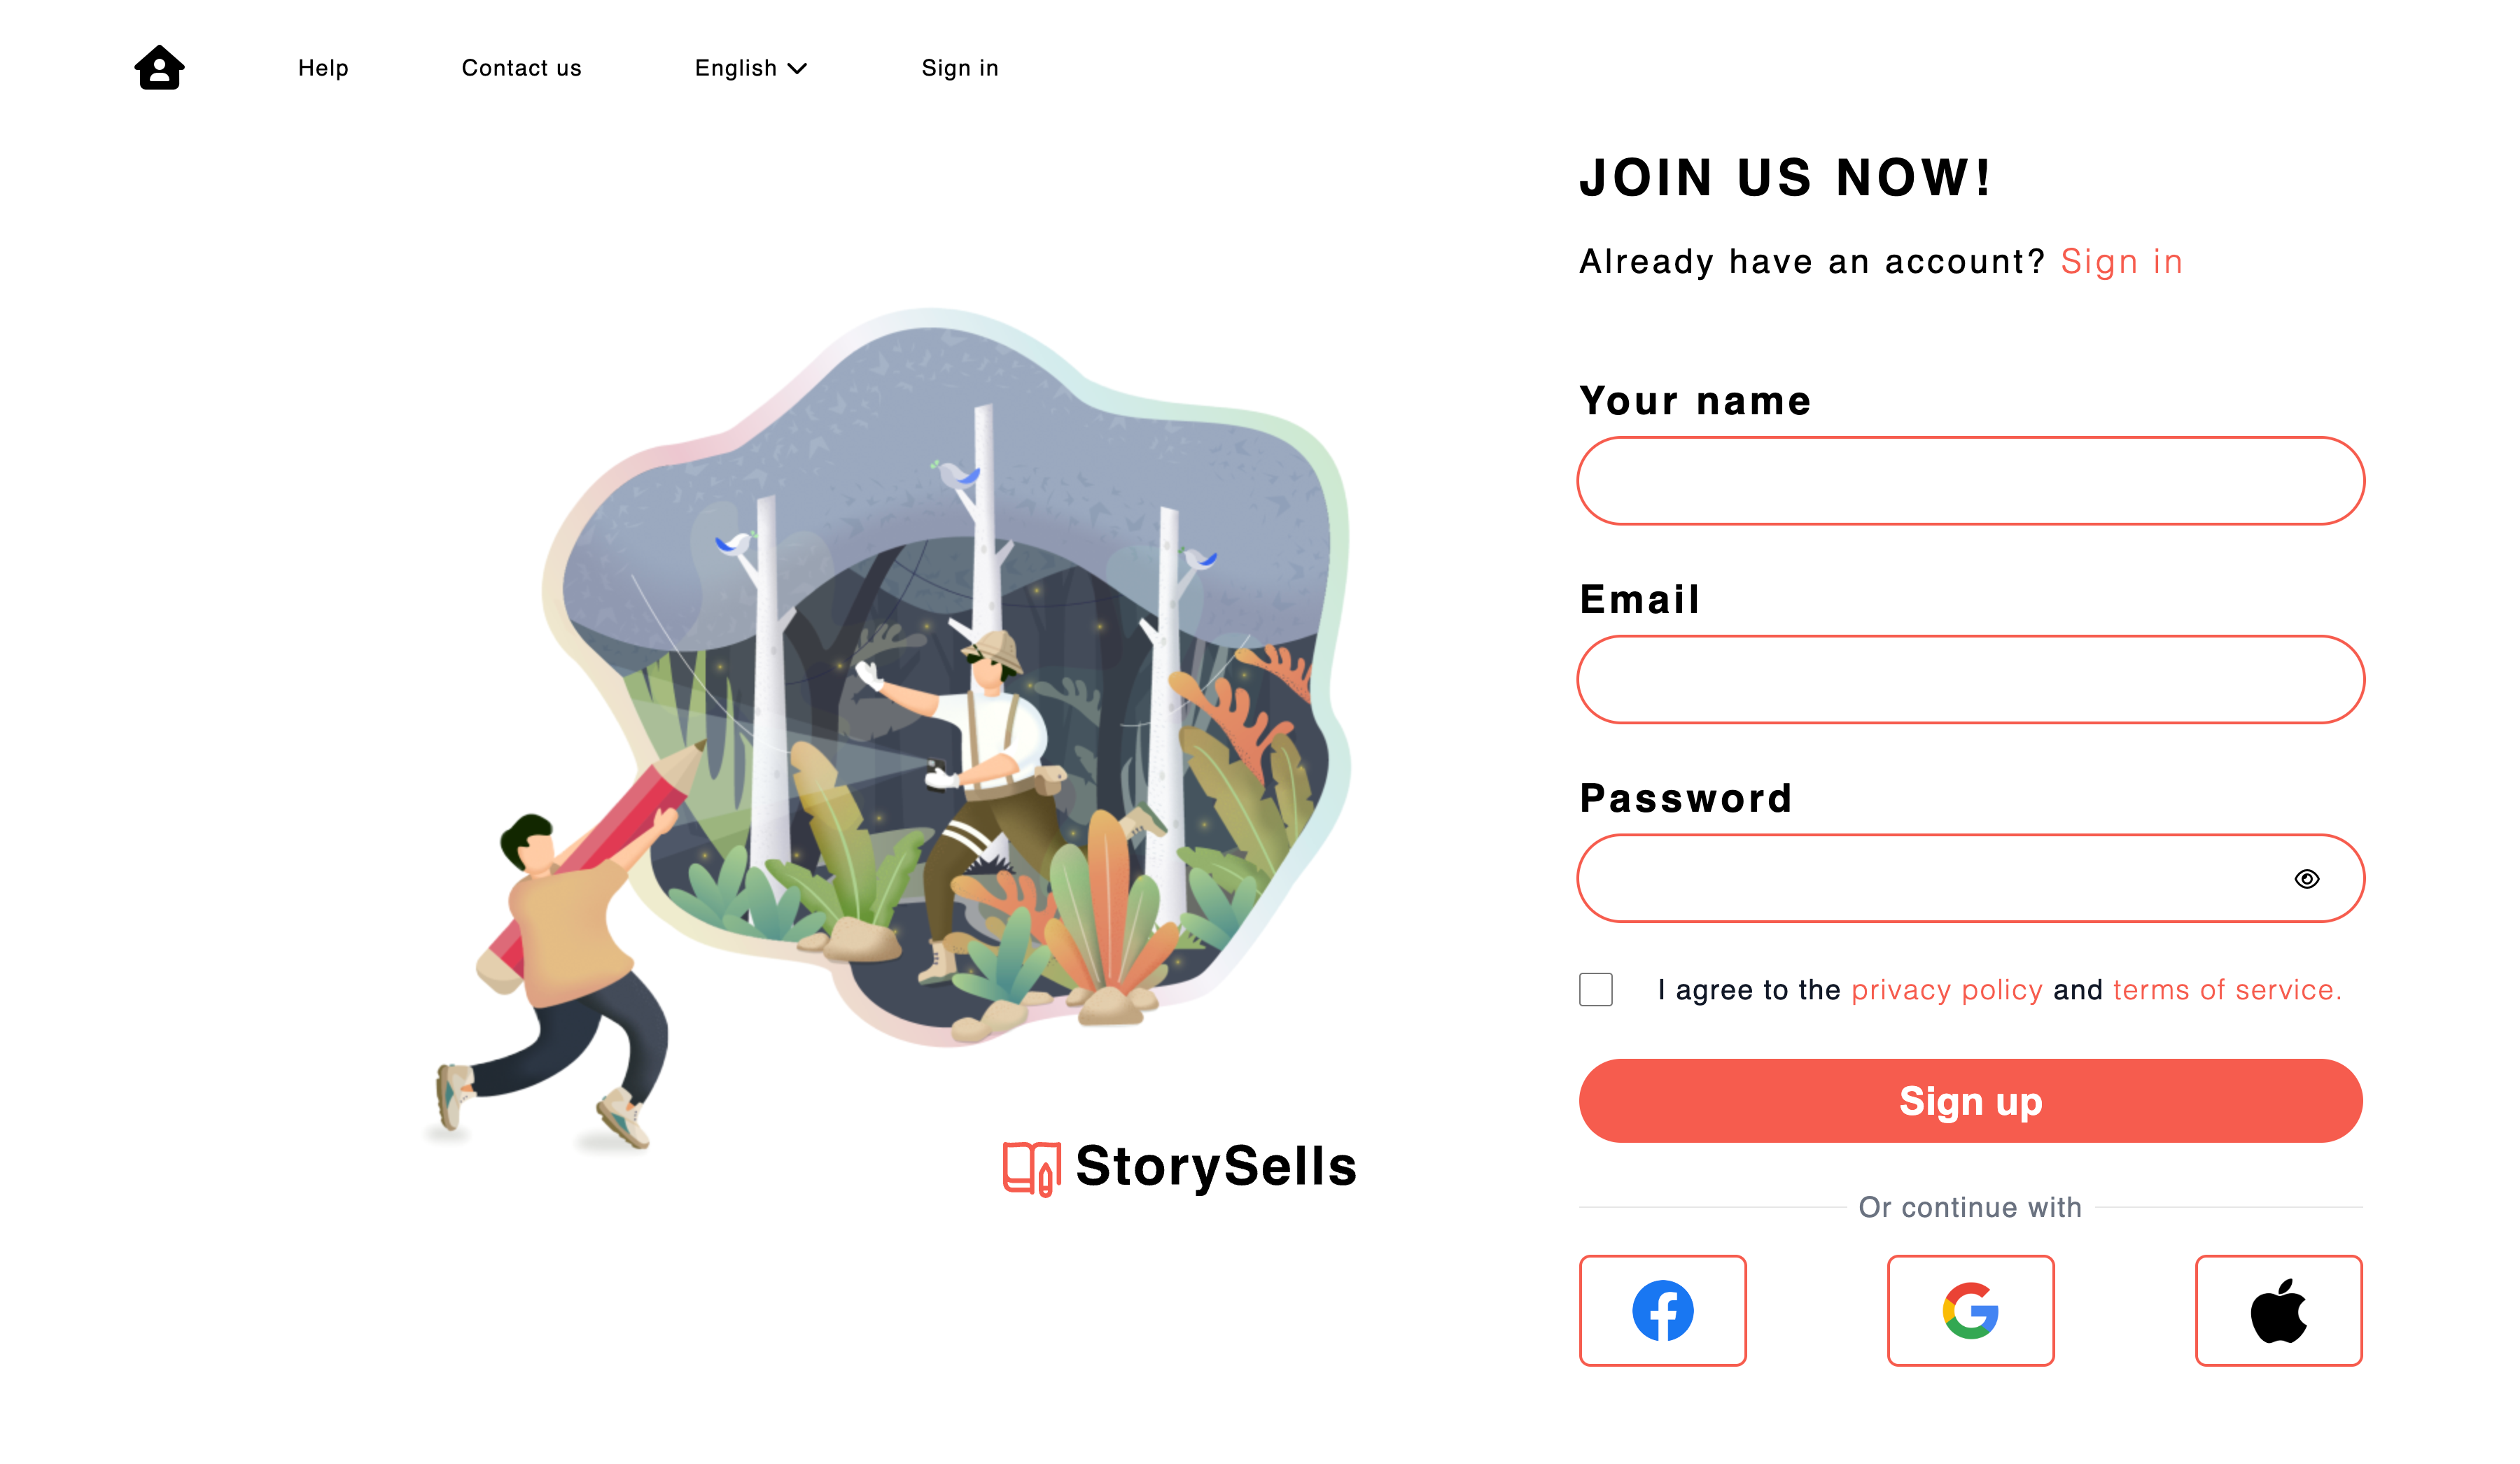 Help
Contact us
English
Sign in
JOIN US NOW!
Already have an account? Sign in
Your name
Email
Password
I agree to the privacy policy and terms of service.
Sign up
StorySells
Or continue with